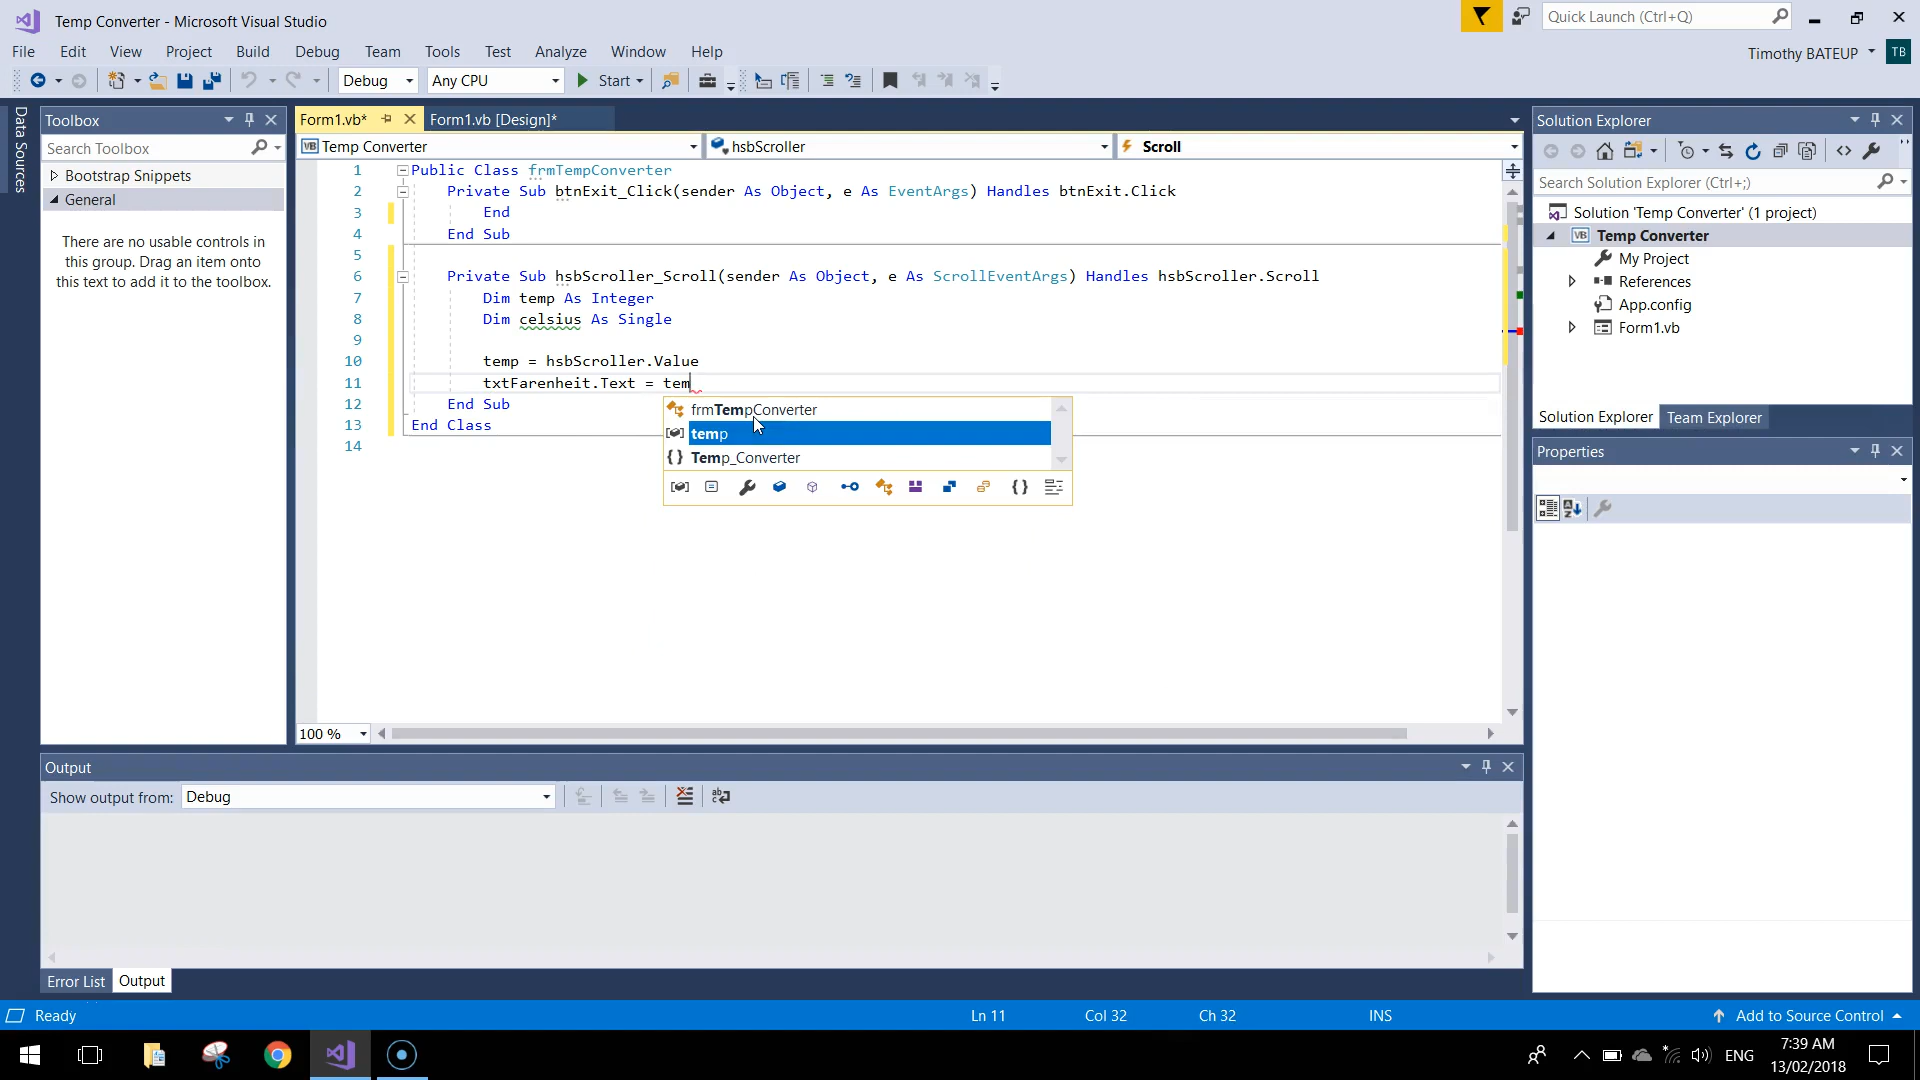 Temp Converter - Microsoft Visual Studio
Quick Launch (Ctrl+Q)
File Edit View Project Build Debug Team Tools Test Analyze Window Help
Timothy BATEUP TB
Debug Any CPU Start
Data Sources
Toolbox
Search Toolbox
Bootstrap Snippets
General
There are no usable controls in
this group. Drag an item onto
this text to add it to the toolbox.
Form1.vb* Form1.vb [Design]*
VB Temp Converter hsbScroller Scroll
1 Public Class frmTempConverter
2 Private Sub btnExit_Click(sender As Object, e As EventArgs) Handles btnExit.Click
3 End
4 End Sub
5
6 Private Sub hsbScroller_Scroll(sender As Object, e As ScrollEventArgs) Handles hsbScroller.Scroll
7 Dim temp As Integer
8 Dim celsius As Single
9
10 temp = hsbScroller.Value
11 txtFarenheit.Text = tem
12 End Sub
13 End Class
14
frmTempConverter
temp
Temp_Converter
100 %
Output
Show output from: Debug
Error List Output
Solution Explorer
Search Solution Explorer (Ctrl+;)
Solution 'Temp Converter' (1 project)
VB Temp Converter
My Project
References
App.config
Form1.vb
Solution Explorer Team Explorer
Properties
Ready Ln 11 Col 32 Ch 32 INS Add to Source Control
ENG 7:39 AM
13/02/2018